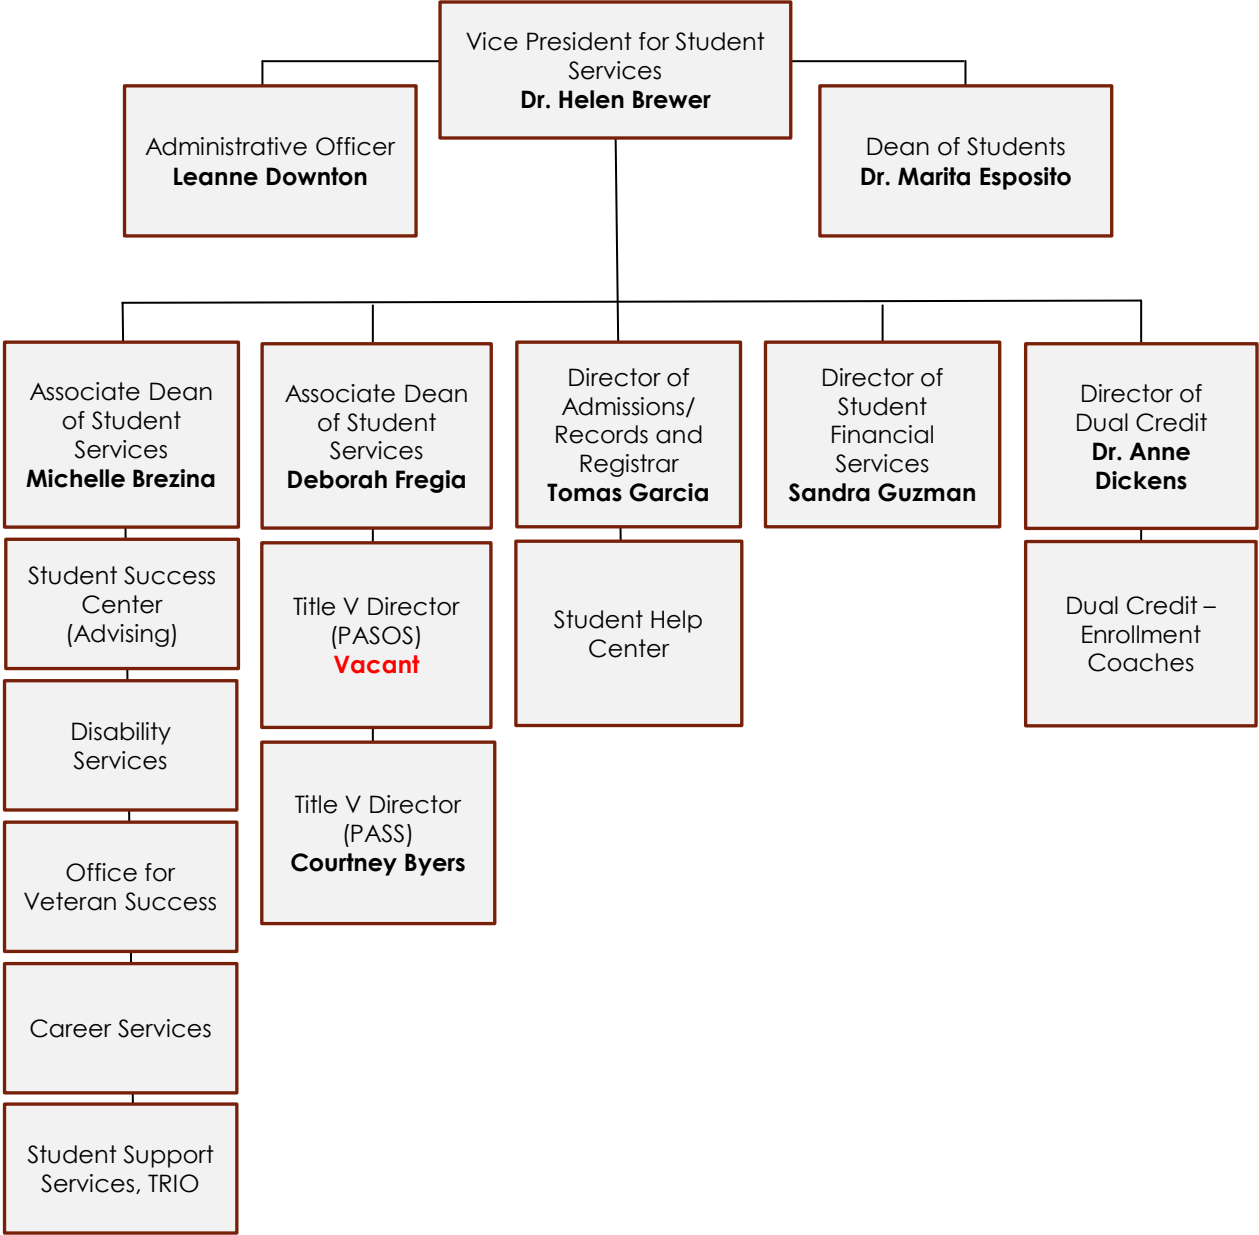 Vice President for Student
Services
Dr. Helen Brewer
Administrative Officer
Leanne Downton
Dean of Students
Dr. Marita Esposito
Associate Dean
of Student
Services
Michelle Brezina
Associate Dean
of Student
Services
Deborah Fregia
Director of
Admissions/
Records and
Registrar
Tomas Garcia
Director of
Student
Financial
Services
Sandra Guzman
Director of
Dual Credit
Dr. Anne
Dickens
Student Success
Center
(Advising)
Title V Director
(PASOS)
Vacant
Student Help
Center
Dual Credit –
Enrollment
Coaches
Disability
Services
Title V Director
(PASS)
Courtney Byers
Office for
Veteran Success
Career Services
Student Support
Services, TRIO